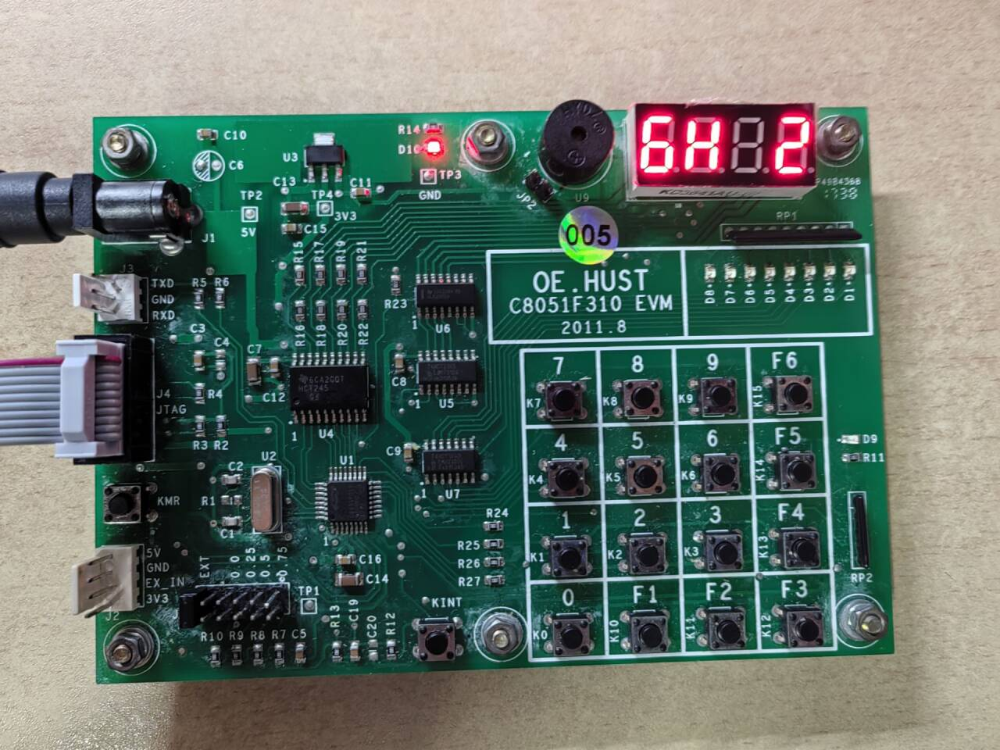 6H 2
R14
C10
D10
U3
C6
TP3
C13
TP4
C11
GND
JP2
U9
TP2
3V3
RP1
5V
C15
J1
005
J3
TXD
R5
R6
GND
RXD
R15
R17
R19
R21
R23
1
U6
OE.HUST
C8051F310 EVM
2011.8
D8
D7
D6
D5
D4
D3
D2
D1
R16
R18
R20
R22
C3
C4
C7
C8
J4
JTAG
R4
C12
6CA2QQT
HCT245
1
U4
1
U5
R3
R2
C9
U2
U1
C2
1
U7
KMR
R1
C1
1
R24
R25
R26
R27
5V
GND
EX_IN
3V3
J2
EXT
0.0
0.25
0.5
0.75
C16
C14
TP1
KINT
R10
R9
R8
R7
C5
R13
C19
C20
R12
7
8
9
F6
K7
K8
K9
K15
4
5
6
F5
K4
K5
K6
K14
D9
R11
1
2
3
F4
K1
K2
K3
K13
RP2
0
F1
F2
F3
K0
K10
K11
K12